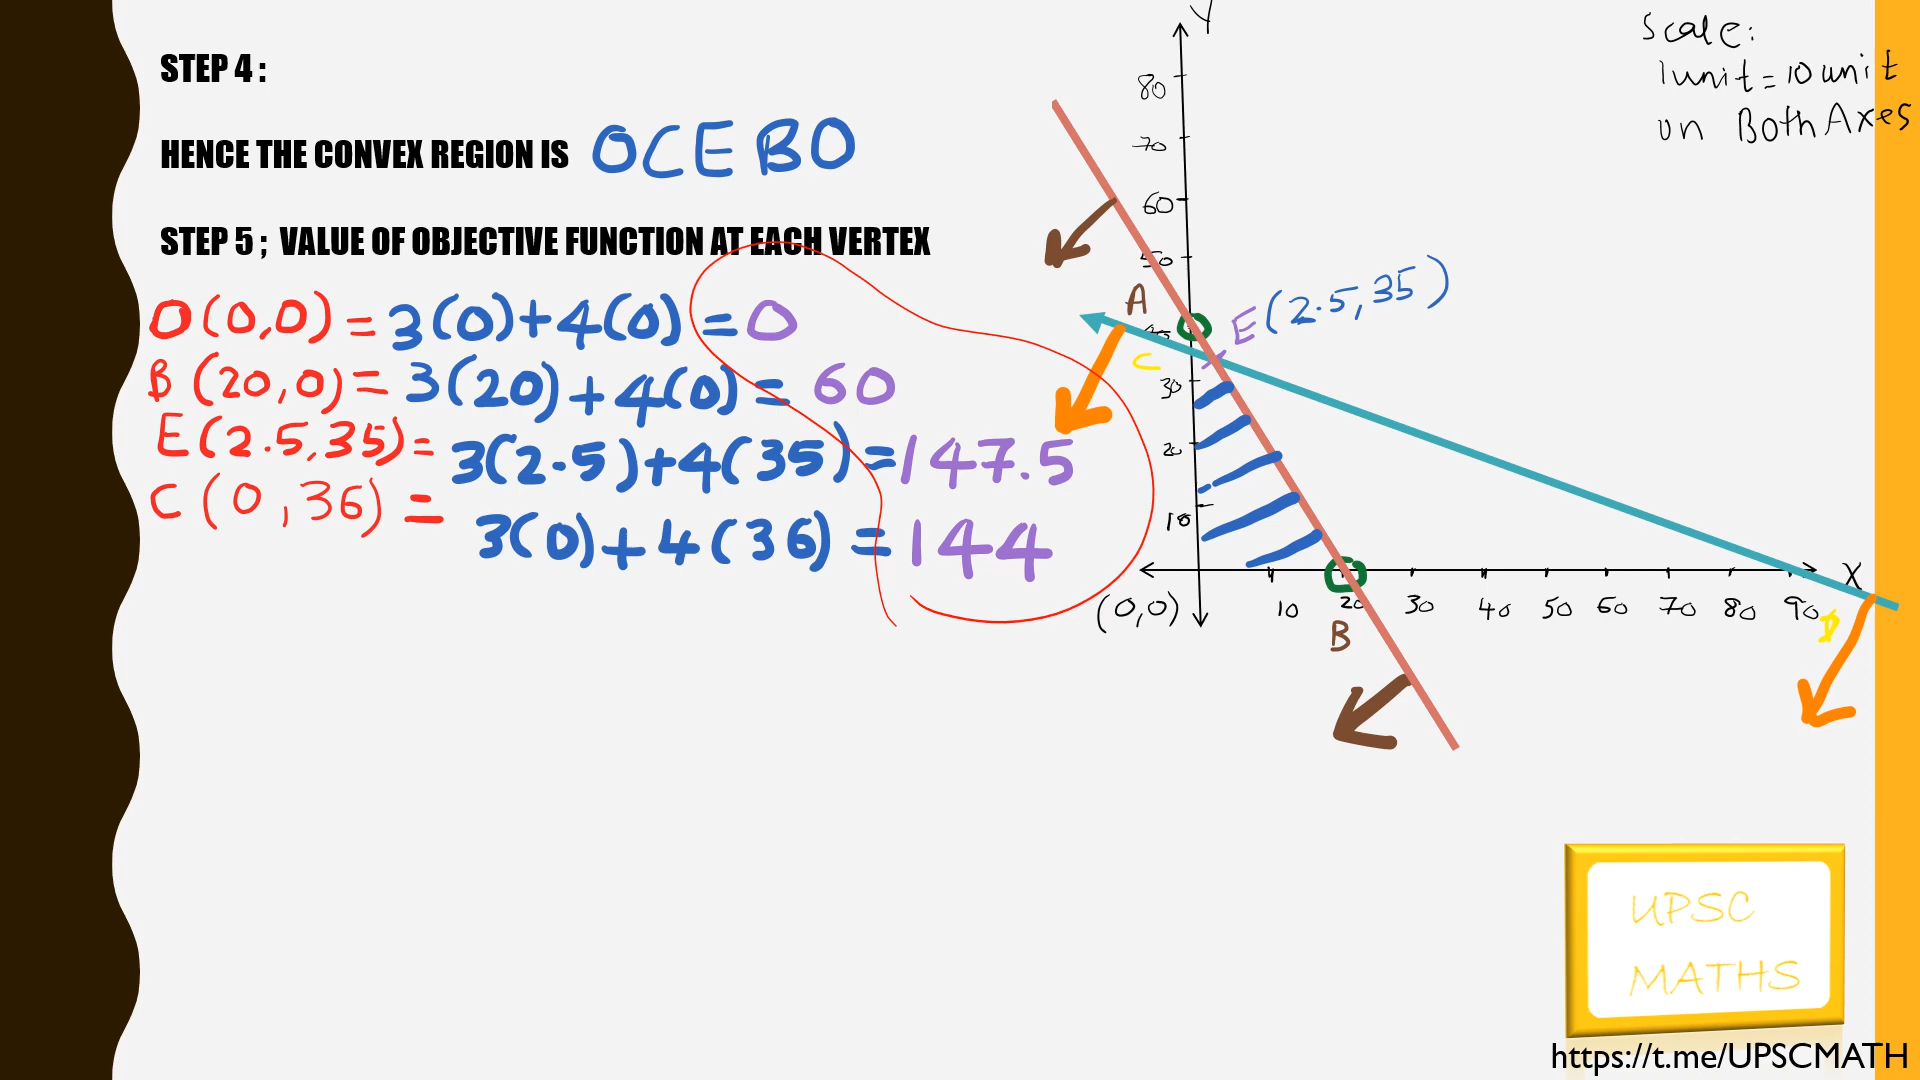 STEP 4 :
HENCE THE CONVEX REGION IS OCEBO
STEP 5 ; VALUE OF OBJECTIVE FUNCTION AT EACH VERTEX
O(0,0) = 3(0)+4(0) = 0
B (20,0) = 3(20)+4(0) = 60
E(2.5,35) = 3(2.5)+4(35) = 147.5
C (0,36) = 3(0)+4(36) = 144
Y
Scale:
1unit = 10 unit
on Both Axes
80
70
60
50
A
E(2.5,35)
40
C
30
20
10
X
(0,0) 10 20 30 40 50 60 70 80 90 D
B
UPSC
MATHS
https://t.me/UPSCMATH